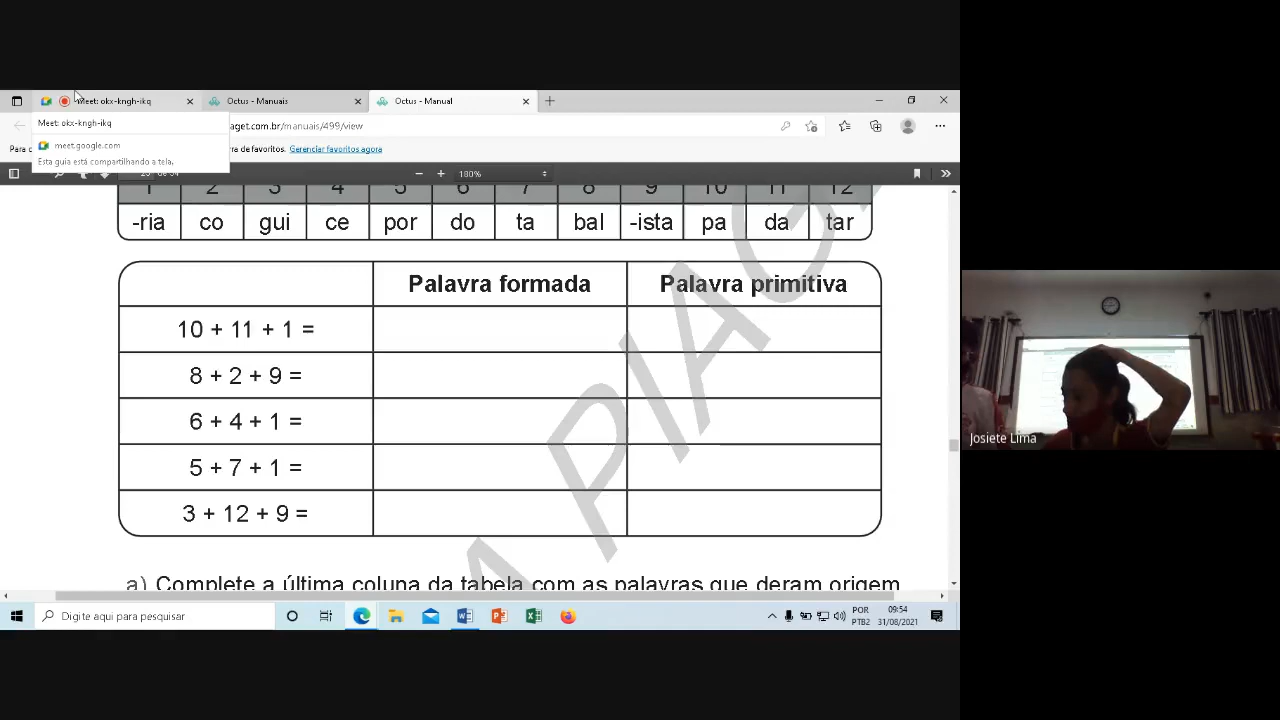 Meet: okx-kngh-ikq
Octus - Manuais
Octus - Manual
Meet: okx-kngh-ikq
aget.com.br/manuais/499/view
meet.google.com
Para c
rra de favoritos. Gerenciar favoritos agora
Esta guia está compartilhando a tela.
180%
1 2 3 4 5 6 7 8 9 10 11 12
-ria co gui ce por do ta bal -ista pa da tar
Palavra formada Palavra primitiva
10 + 11 + 1 =
8 + 2 + 9 =
6 + 4 + 1 =
5 + 7 + 1 =
3 + 12 + 9 =
A PIAG
a) Complete a última coluna da tabela com as palavras que deram origem
Josiete Lima
Digite aqui para pesquisar
POR
PTB2
09:54
31/08/2021